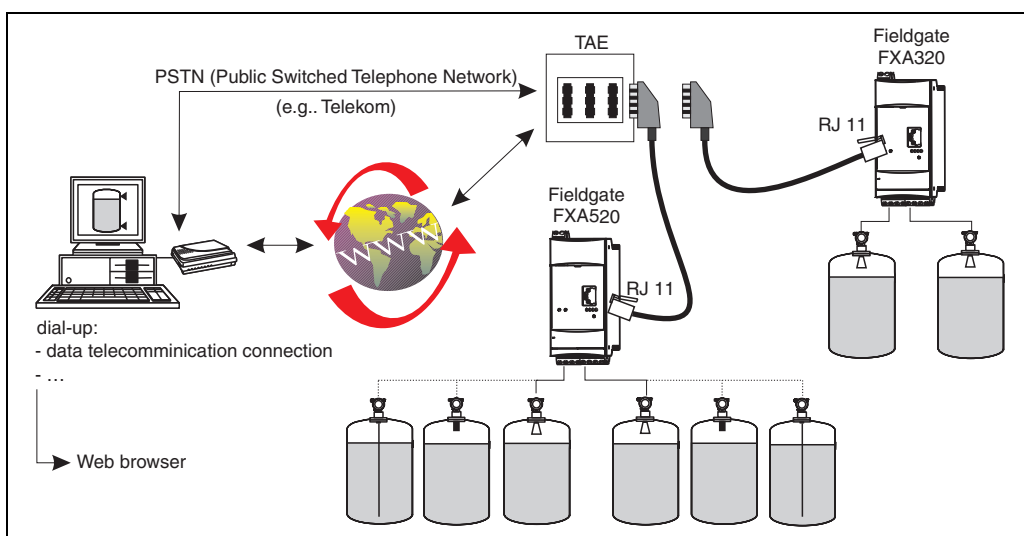 TAE
Fieldgate
FXA320
PSTN (Public Switched Telephone Network)
(e.g.. Telekom)
RJ 11
Fieldgate
FXA520
WWW
RJ 11
dial-up:
- data telecomminication connection
- ...
Web browser